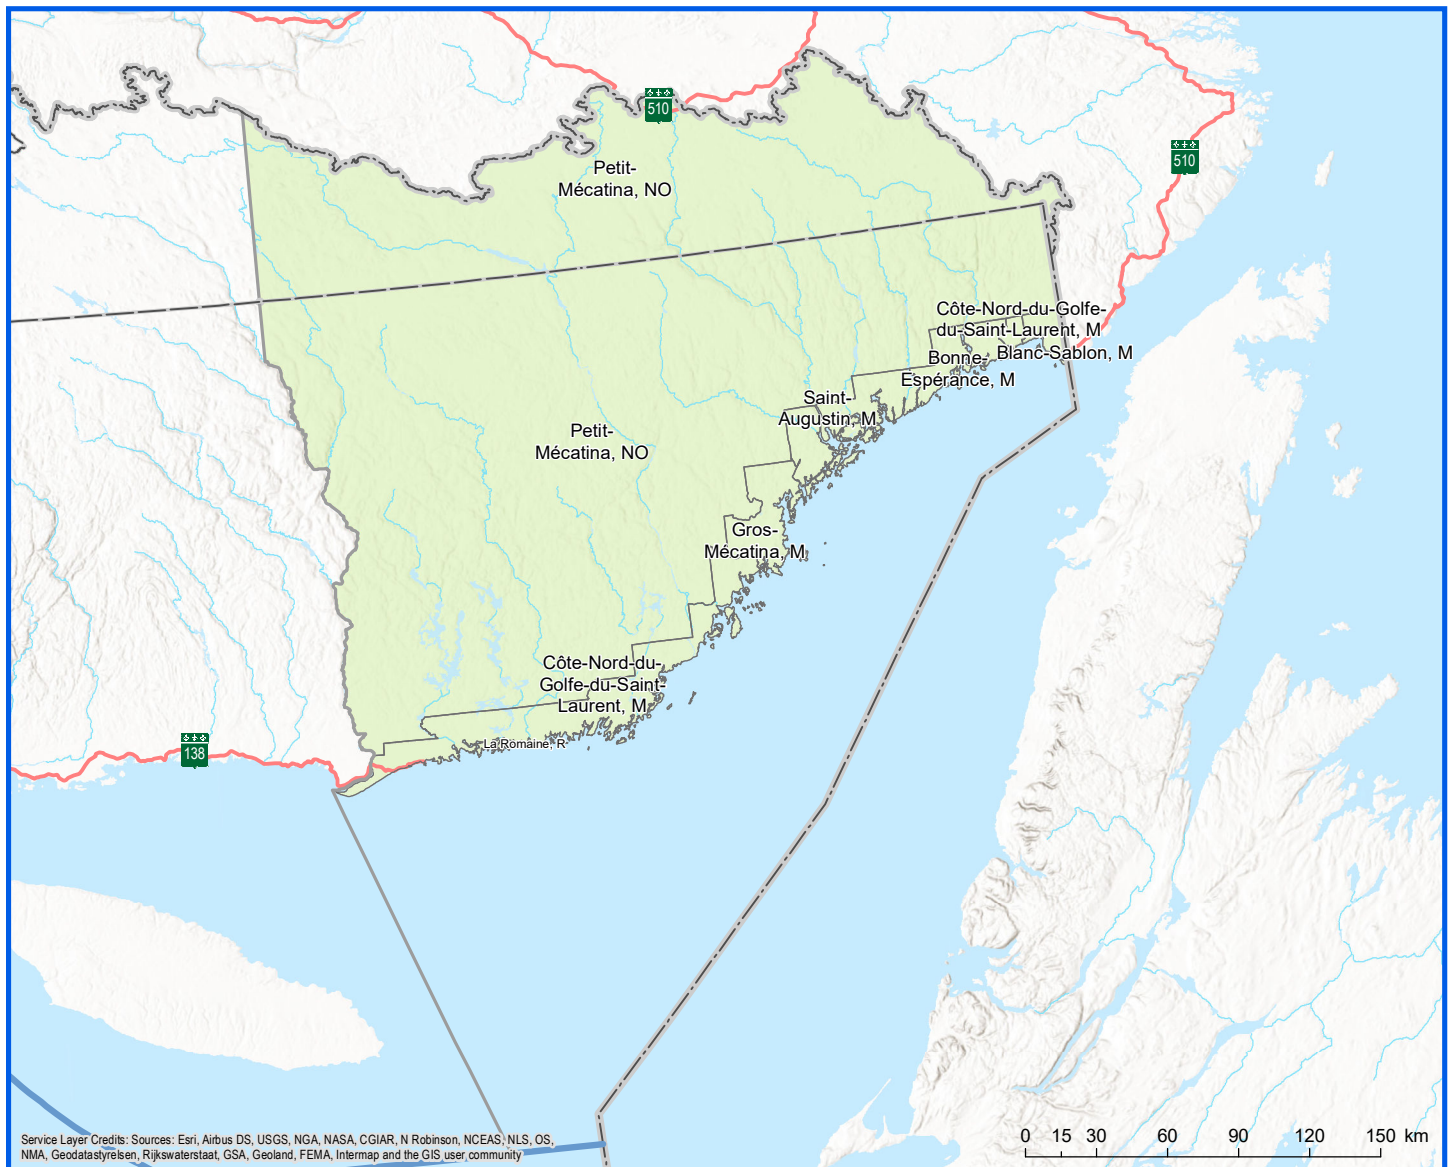 510
510
Petit-
Mécatina, NO
Côte-Nord-du-Golfe-
du-Saint-Laurent, M
Blanc-Sablon, M
Bonne-
Espérance, M
Saint-
Augustin, M
Petit-
Mécatina, NO
Gros-
Mécatina, M
Côte-Nord-du-
Golfe-du-Saint-
Laurent, M
La Romaine, R
138
Service Layer Credits: Sources: Esri, Airbus DS, USGS, NGA, NASA, CGIAR, N Robinson, NCEAS, NLS, OS,
NMA, Geodatastyrelsen, Rijkswaterstaat, GSA, Geoland, FEMA, Intermap and the GIS user community
0 15 30 60 90 120 150 km